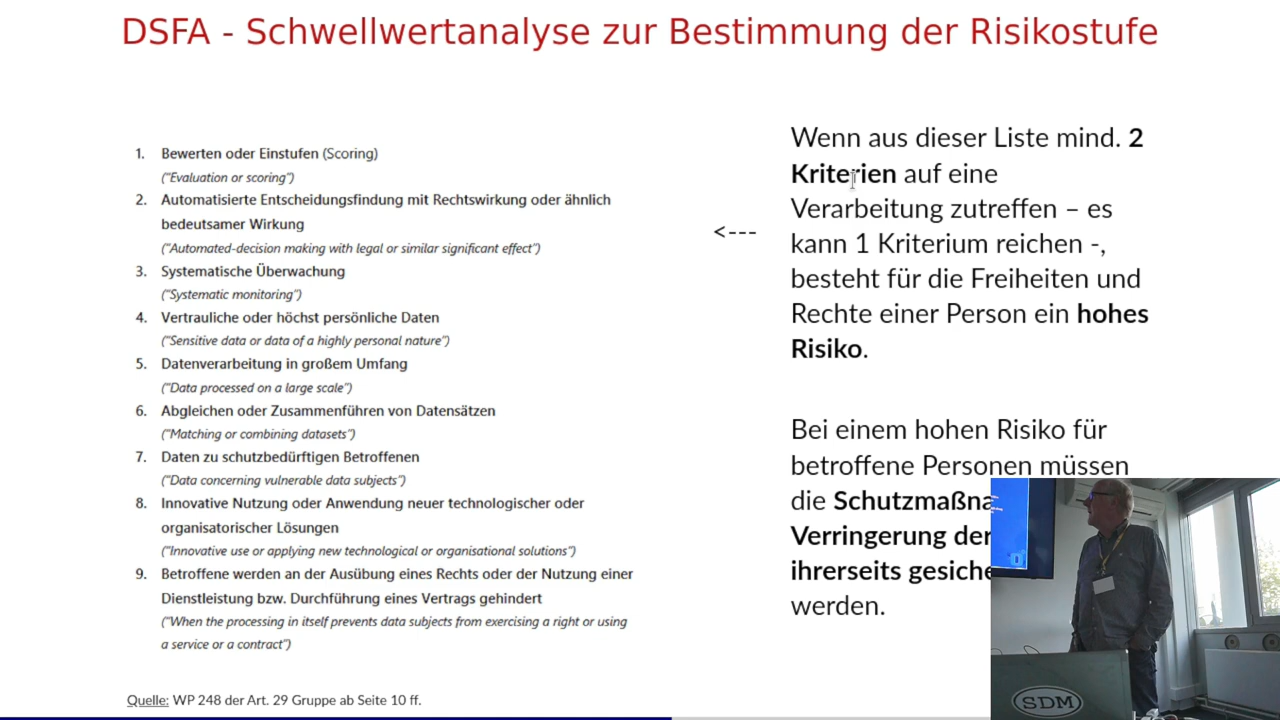 DSFA - Schwellwertanalyse zur Bestimmung der Risikostufe
1. Bewerten oder Einstufen (Scoring)
("Evaluation or scoring")
2. Automatisierte Entscheidungsfindung mit Rechtswirkung oder ähnlich
bedeutsamer Wirkung
("Automated-decision making with legal or similar significant effect")
3. Systematische Überwachung
("Systematic monitoring")
4. Vertrauliche oder höchst persönliche Daten
("Sensitive data or data of a highly personal nature")
5. Datenverarbeitung in großem Umfang
("Data processed on a large scale")
6. Abgleichen oder Zusammenführen von Datensätzen
("Matching or combining datasets")
7. Daten zu schutzbedürftigen Betroffenen
("Data concerning vulnerable data subjects")
8. Innovative Nutzung oder Anwendung neuer technologischer oder
organisatorischer Lösungen
("Innovative use or applying new technological or organisational solutions")
9. Betroffene werden an der Ausübung eines Rechts oder der Nutzung einer
Dienstleistung bzw. Durchführung eines Vertrags gehindert
("When the processing in itself prevents data subjects from exercising a right or using
a service or a contract")
Quelle: WP 248 der Art. 29 Gruppe ab Seite 10 ff.
<---
Wenn aus dieser Liste mind. 2
Kriterien auf eine
Verarbeitung zutreffen – es
kann 1 Kriterium reichen -,
besteht für die Freiheiten und
Rechte einer Person ein hohes
Risiko.
Bei einem hohen Risiko für
betroffene Personen müssen
die Schutzmaßna
Verringerung der
ihrerseits gesiche
werden.
SDM